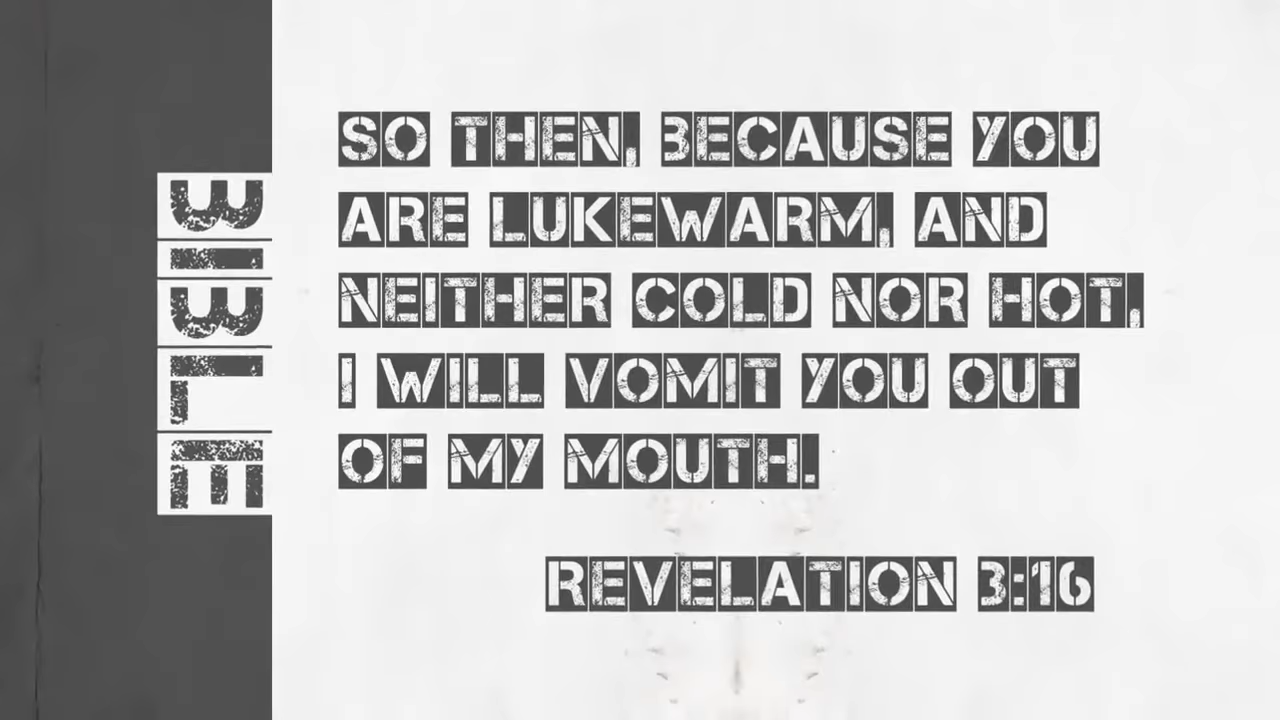 BIBLE
SO THEN, BECAUSE YOU
ARE LUKEWARM, AND
NEITHER COLD NOR HOT,
I WILL VOMIT YOU OUT
OF MY MOUTH.
REVELATION 3:16